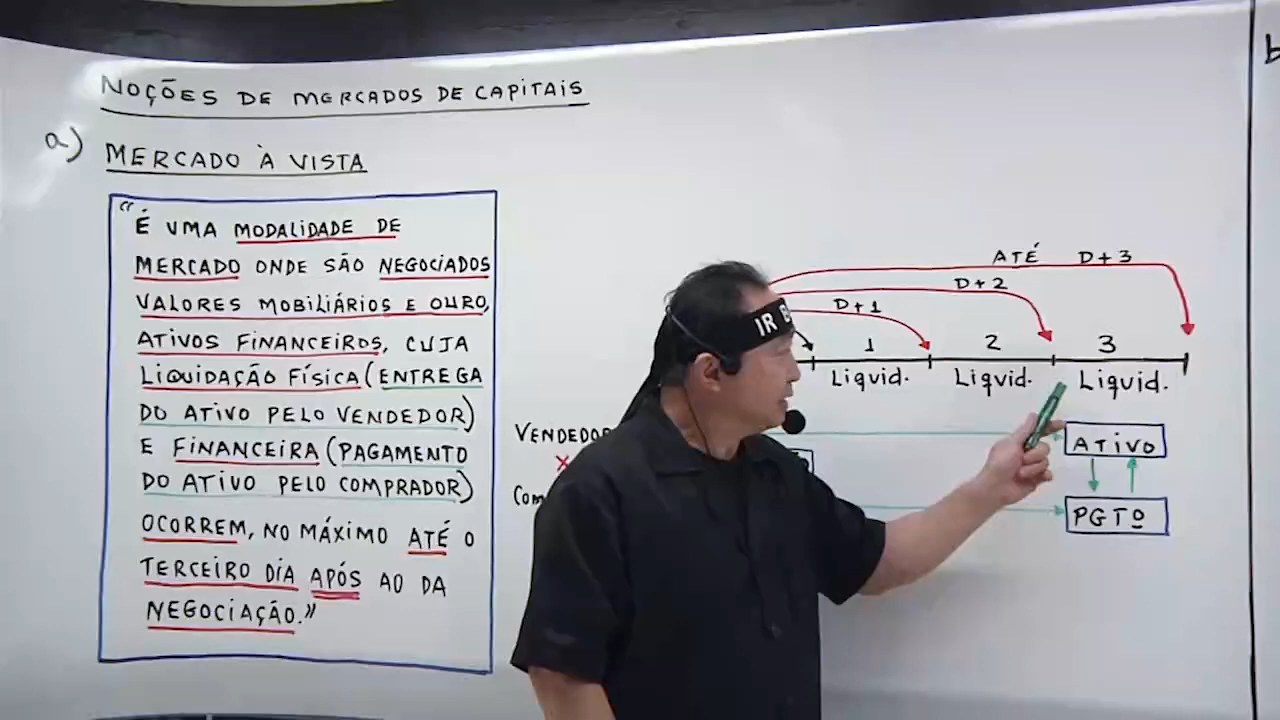 NOÇÕES DE MERCADOS DE CAPITAIS
a) MERCADO À VISTA
"É UMA MODALIDADE DE
MERCADO ONDE SÃO NEGOCIADOS
VALORES MOBILIÁRIOS E OURO,
ATIVOS FINANCEIROS, CUJA
LIQUIDAÇÃO FÍSICA (ENTREGA
DO ATIVO PELO VENDEDOR)
E FINANCEIRA (PAGAMENTO
DO ATIVO PELO COMPRADOR)
OCORREM, NO MÁXIMO ATÉ O
TERCEIRO DIA APÓS AO DA
NEGOCIAÇÃO."
ATÉ D+3
D+2
D+1
IR
1 2 3
Liquid. Liquid. Liquid.
VENDEDOR
X
ATIVO
PGTO